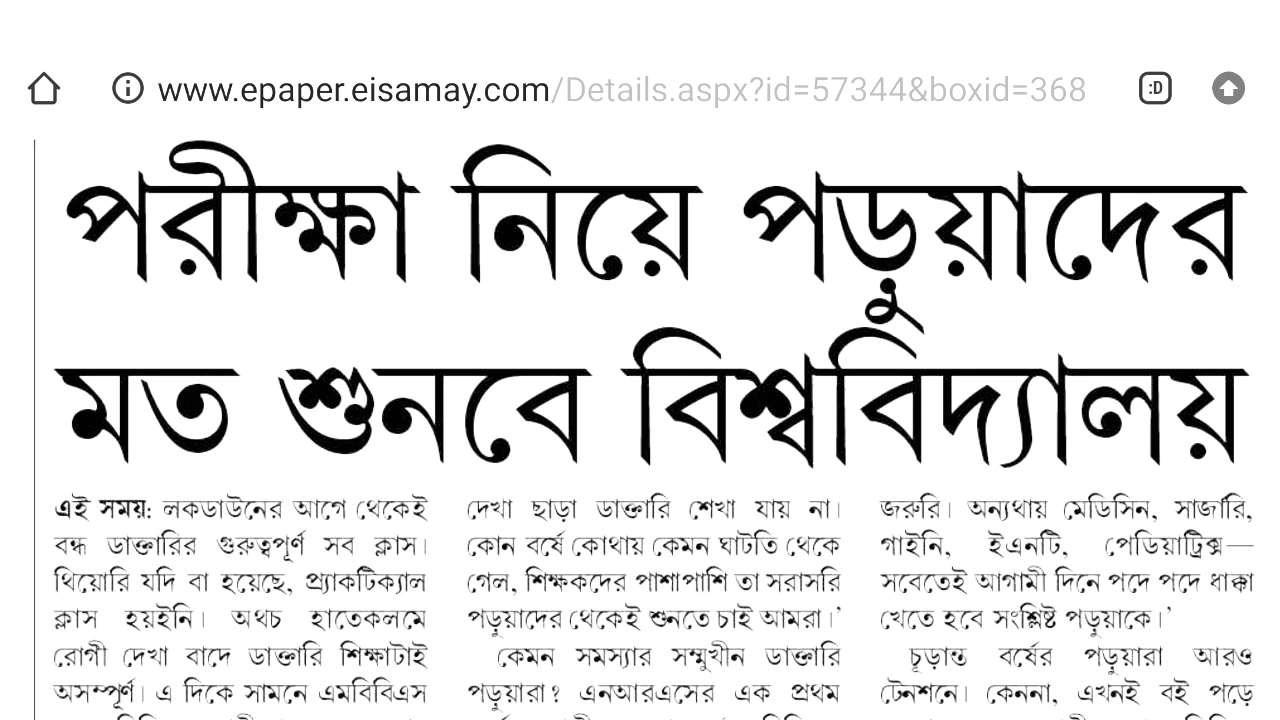 www.epaper.eisamay.com/Details.aspx?id=57344&boxid=368
:D
পরীক্ষা নিয়ে পড়ুয়াদের
মত শুনবে বিশ্ববিদ্যালয়
এই সময়: লকডাউনের আগে থেকেই
বন্ধ ডাক্তারির গুরুত্বপূর্ণ সব ক্লাস।
থিয়োরি যদি বা হয়েছে, প্র্যাকটিক্যাল
ক্লাস হয়ইনি। অথচ হাতেকলমে
রোগী দেখা বাদে ডাক্তারি শিক্ষাটাই
অসম্পূর্ণ। এ দিকে সামনে এমবিবিএস
দেখা ছাড়া ডাক্তারি শেখা যায় না।
কোন বর্ষে কোথায় কেমন ঘাটতি থেকে
গেল, শিক্ষকদের পাশাপাশি তা সরাসরি
পড়ুয়াদের থেকেই শুনতে চাই আমরা।’
কেমন সমস্যার সম্মুখীন ডাক্তারি
পড়ুয়ারা? এনআরএসের এক প্রথম
জরুরি। অন্যথায় মেডিসিন, সার্জারি,
গাইনি, ইএনটি, পেডিয়াট্রিক্স—
সবেতেই আগামী দিনে পদে পদে ধাক্কা
খেতে হবে সংশ্লিষ্ট পড়ুয়াকে।’
চূড়ান্ত বর্ষের পড়ুয়ারা আরও
টেনশনে। কেননা, এখনই বই পড়ে